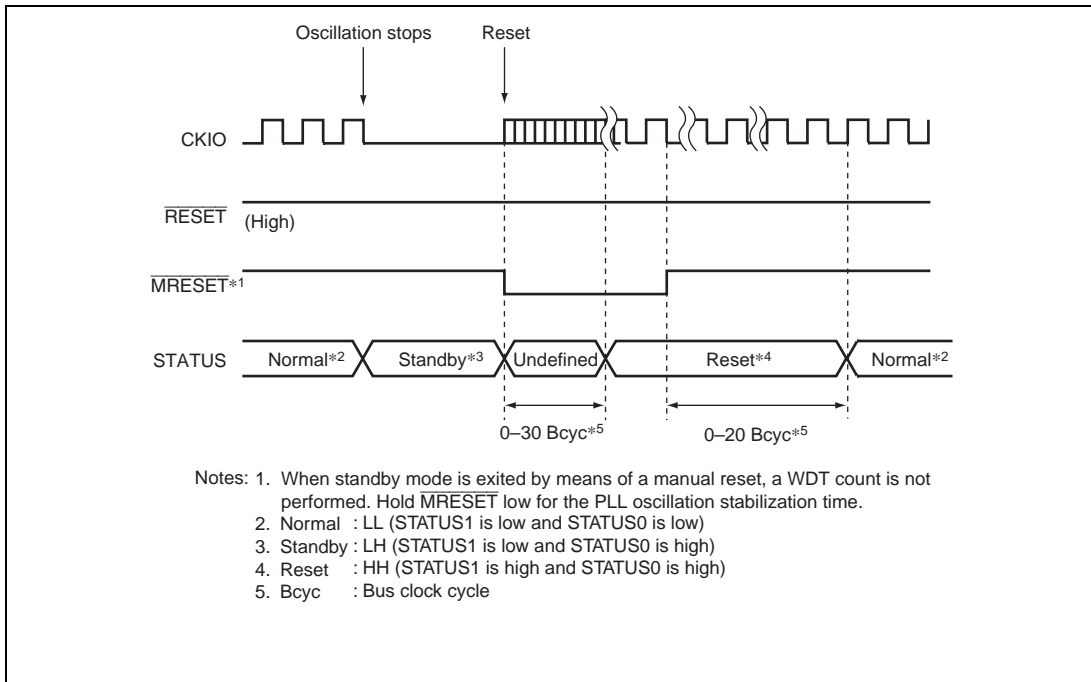 Oscillation stops Reset
CKIO
RESET (High)
MRESET*1
STATUS Normal*2 Standby*3 Undefined Reset*4 Normal*2
0–30 Bcyc*5 0–20 Bcyc*5
Notes: 1. When standby mode is exited by means of a manual reset, a WDT count is not
performed. Hold MRESET low for the PLL oscillation stabilization time.
2. Normal : LL (STATUS1 is low and STATUS0 is low)
3. Standby : LH (STATUS1 is low and STATUS0 is high)
4. Reset : HH (STATUS1 is high and STATUS0 is high)
5. Bcyc : Bus clock cycle